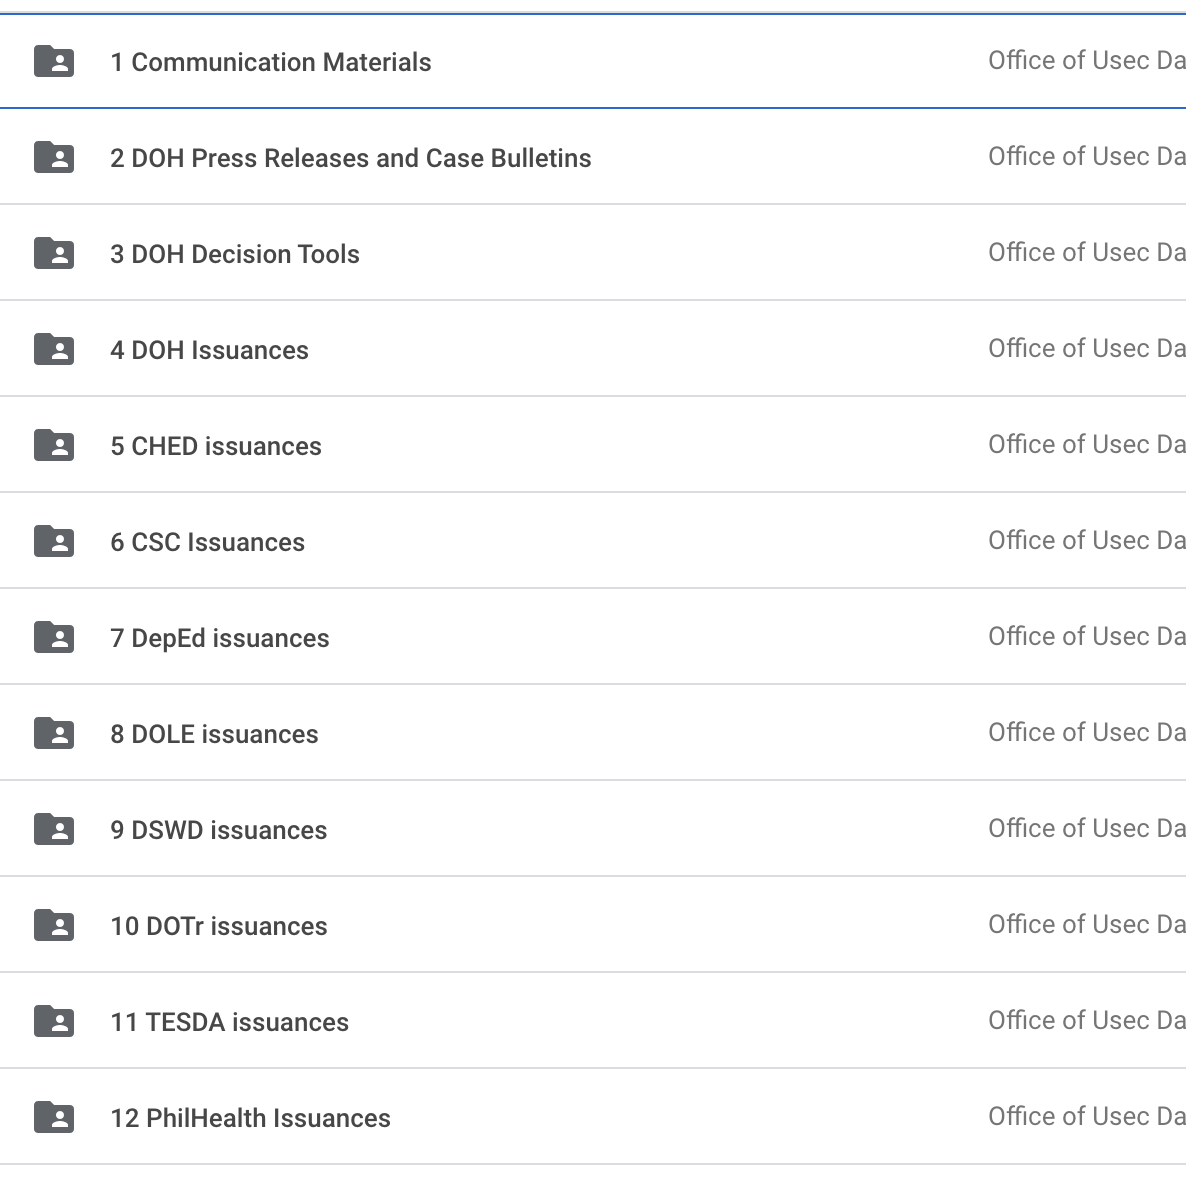 1 Communication Materials Office of Usec Da
2 DOH Press Releases and Case Bulletins Office of Usec Da
3 DOH Decision Tools Office of Usec Da
4 DOH Issuances Office of Usec Da
5 CHED issuances Office of Usec Da
6 CSC Issuances Office of Usec Da
7 DepEd issuances Office of Usec Da
8 DOLE issuances Office of Usec Da
9 DSWD issuances Office of Usec Da
10 DOTr issuances Office of Usec Da
11 TESDA issuances Office of Usec Da
12 PhilHealth Issuances Office of Usec Da